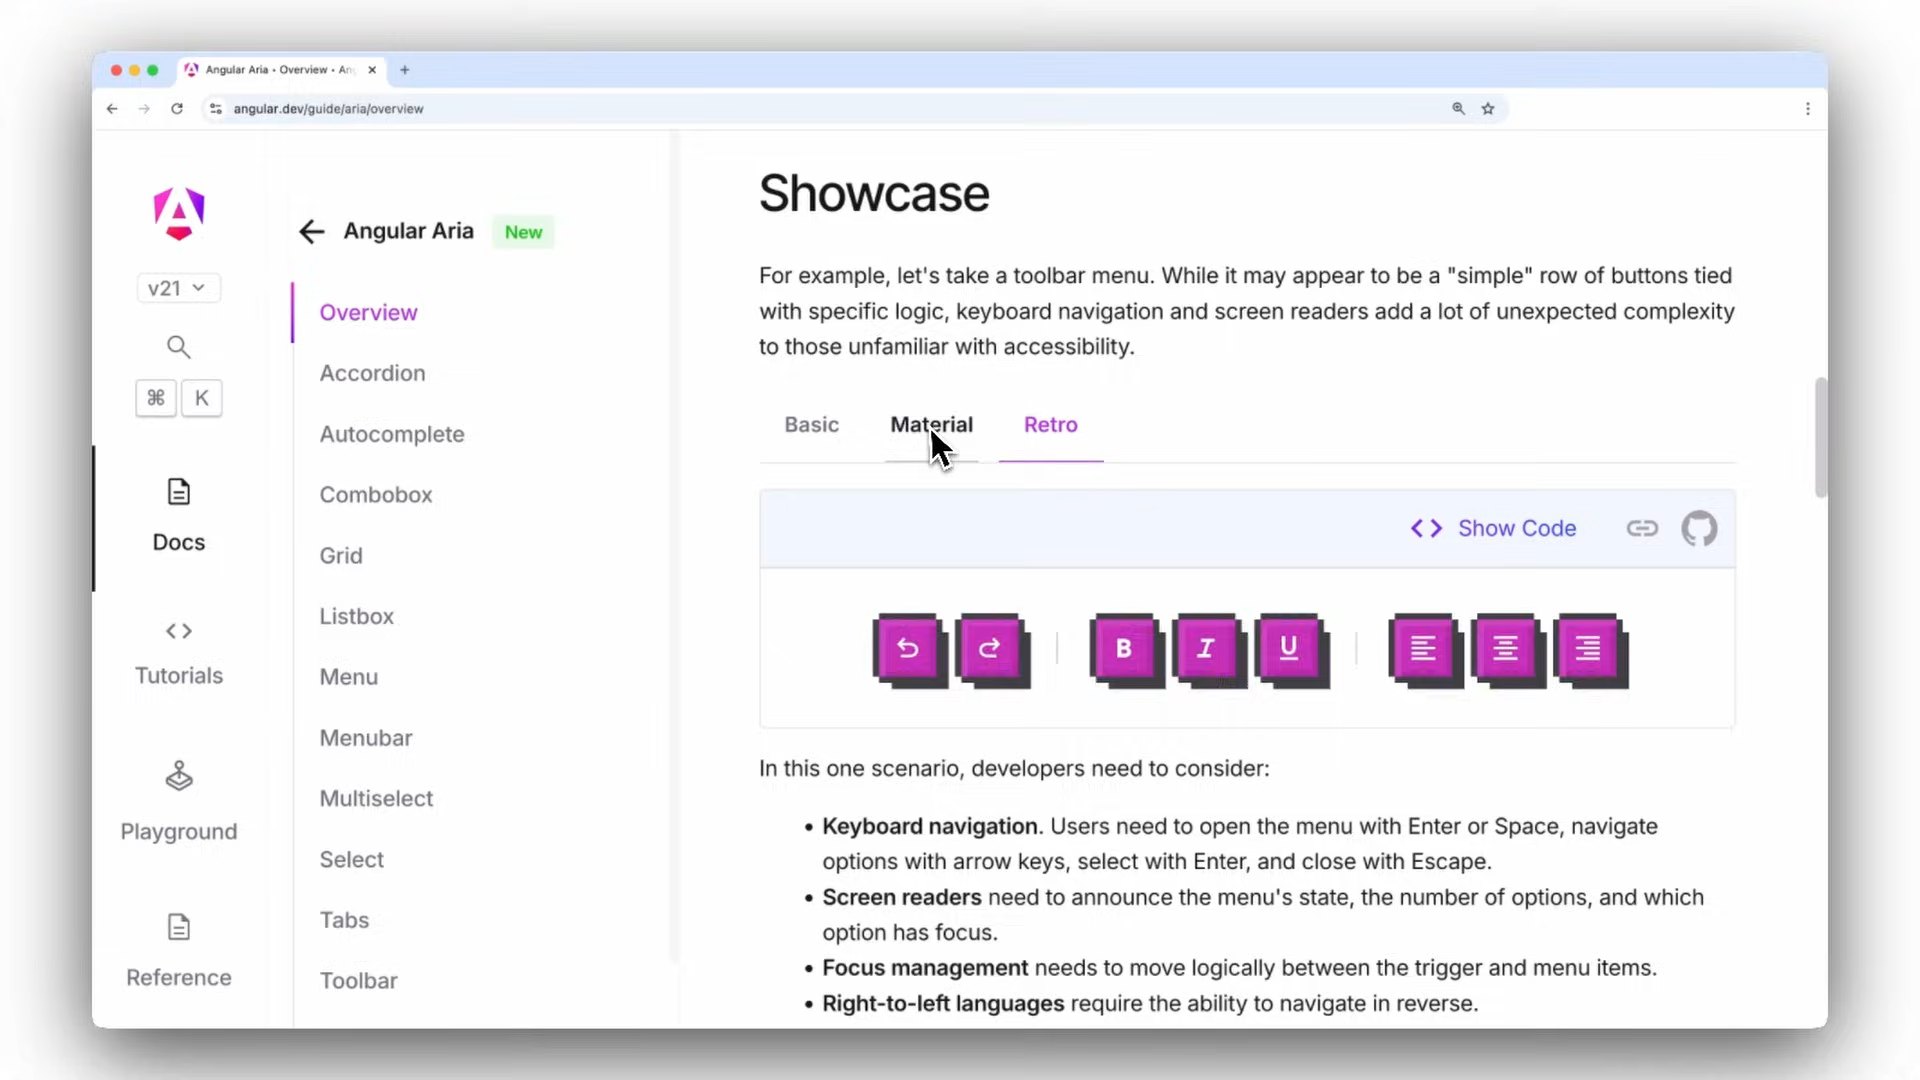 Angular Aria • Overview • An
angular.dev/guide/aria/overview
v21
⌘ K
Docs
Tutorials
Playground
Reference
Angular Aria New
Overview
Accordion
Autocomplete
Combobox
Grid
Listbox
Menu
Menubar
Multiselect
Select
Tabs
Toolbar
Showcase
For example, let's take a toolbar menu. While it may appear to be a "simple" row of buttons tied
with specific logic, keyboard navigation and screen readers add a lot of unexpected complexity
to those unfamiliar with accessibility.
Basic Material Retro
Show Code
B I U
In this one scenario, developers need to consider:
• Keyboard navigation. Users need to open the menu with Enter or Space, navigate
options with arrow keys, select with Enter, and close with Escape.
• Screen readers need to announce the menu's state, the number of options, and which
option has focus.
• Focus management needs to move logically between the trigger and menu items.
• Right-to-left languages require the ability to navigate in reverse.